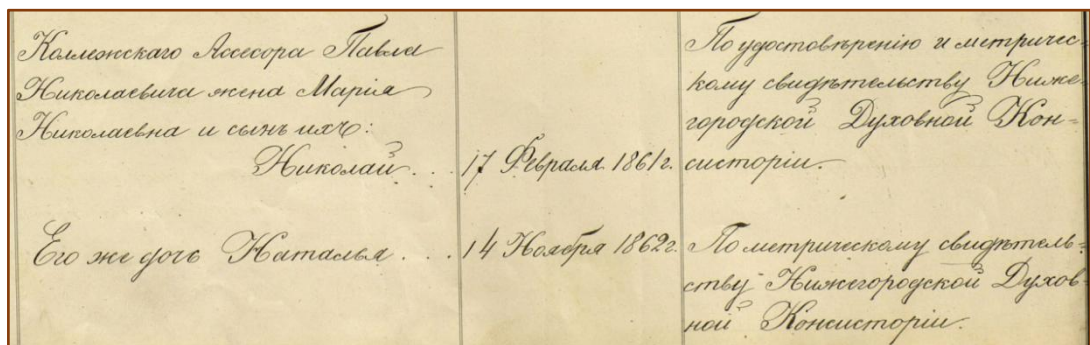 Коллежскаго Ассесора Павла
Николаевича жена Марія
Николаевна и сынъ ихъ:
Николай....
17 Февраля 1861 г.
По удостовѣренію и метричес-
кому свидѣтельству Ниже-
городской Духовной Кон-
систоріи.
Его же дочь Наталья....
14 Ноября 1862 г.
По метрическому свидѣтель-
ству Нижегородской Духов-
ной Консисторіи.